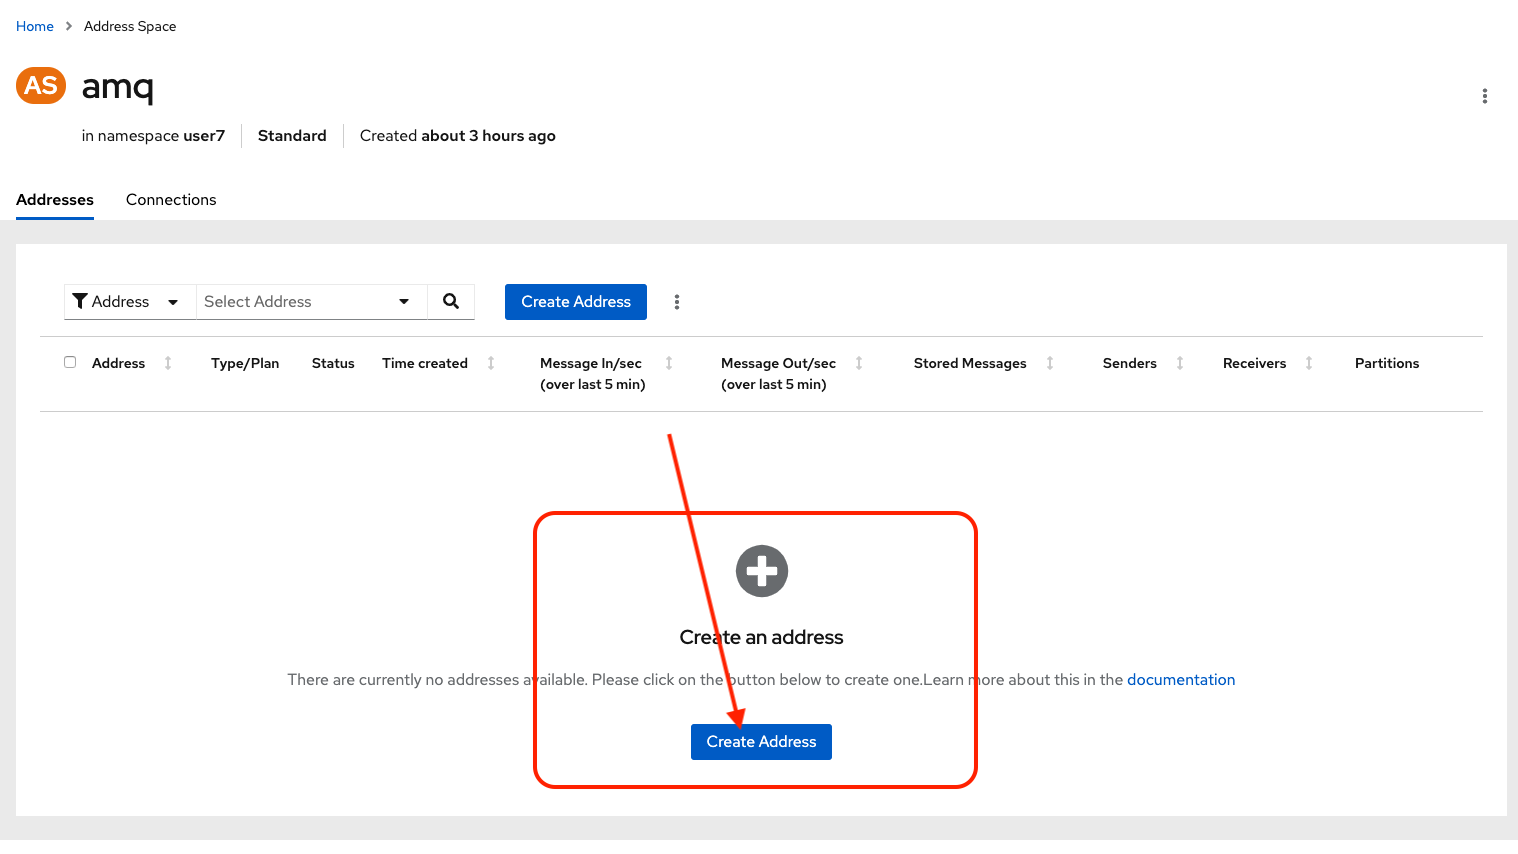 Home > Address Space
AS amq
in namespace user7 Standard Created about 3 hours ago
Addresses Connections
Address Select Address Create Address
Address Type/Plan Status Time created Message In/sec Message Out/sec Stored Messages Senders Receivers Partitions
(over last 5 min) (over last 5 min)
Create an address
There are currently no addresses available. Please click on the button below to create one.Learn more about this in the documentation
Create Address